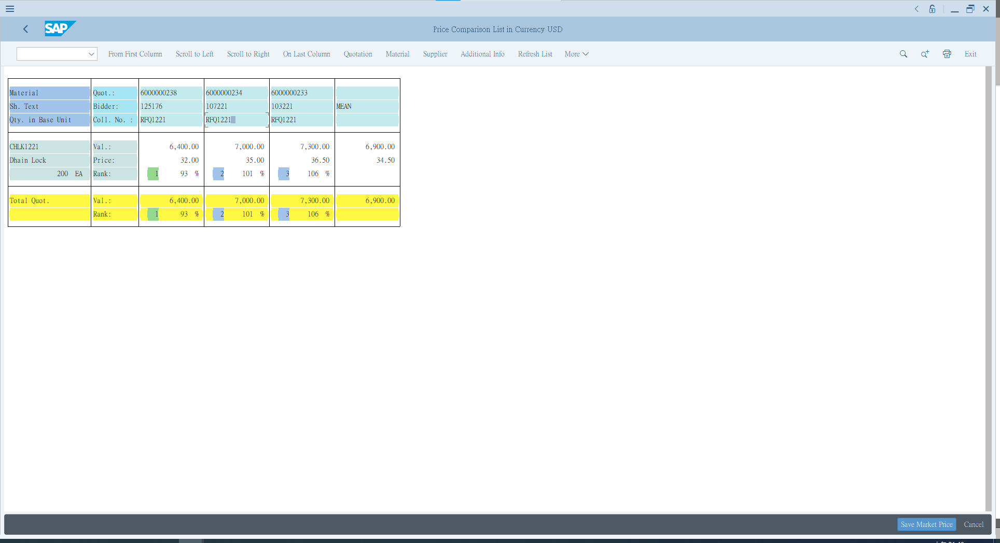 SAP
Price Comparison List in Currency USD
From First Column Scroll to Left Scroll to Right On Last Column Quotation Material Supplier Additional Info Refresh List More Exit
Material Quot.: 6000000238 6000000234 6000000233
Sh. Text Bidder: 125176 107221 103221 MEAN
Qty. in Base Unit Coll. No. : RFQ1221 RFQ1221 RFQ1221
CHLK1221 Val.: 6,400.00 7,000.00 7,300.00 6,900.00
Dhain Lock Price: 32.00 35.00 36.50 34.50
200 EA Rank: 1 93 % 2 101 % 3 106 %
Total Quot. Val.: 6,400.00 7,000.00 7,300.00 6,900.00
Rank: 1 93 % 2 101 % 3 106 %
Save Market Price Cancel